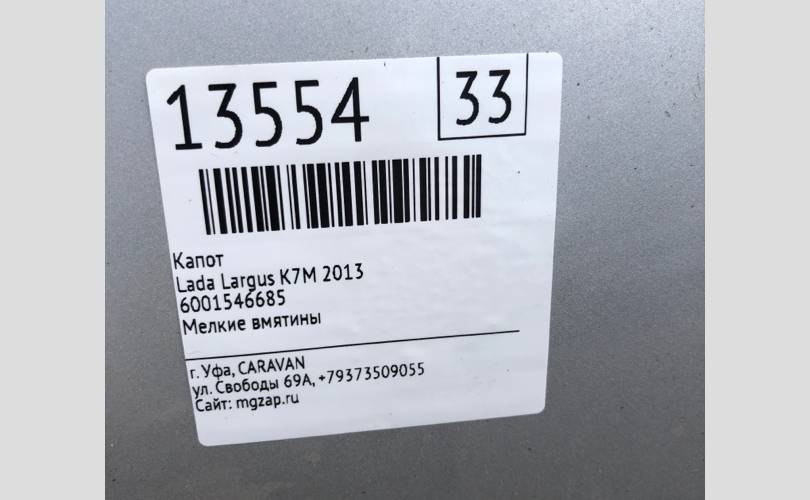 13554
33
Капот
Lada Largus K7M 2013
6001546685
Мелкие вмятины
г. Уфа, CARAVAN
ул. Свободы 69А, +79373509055
Сайт: mgzap.ru